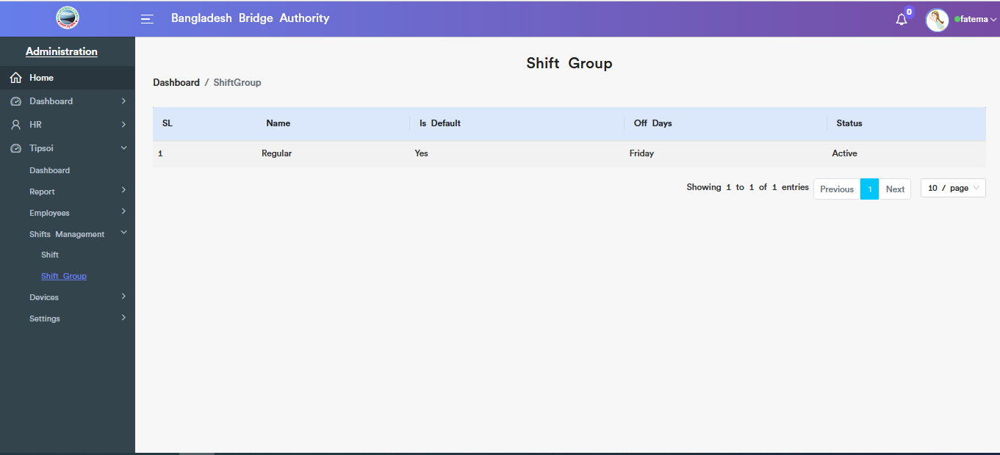 Bangladesh Bridge Authority
0
fatema
Administration
Home
Dashboard
HR
Tipsoi
Dashboard
Report
Employees
Shifts Management
Shift
Shift Group
Devices
Settings
Shift Group
Dashboard / ShiftGroup
SL Name Is Default Off Days Status
1 Regular Yes Friday Active
Showing 1 to 1 of 1 entries Previous 1 Next 10 / page